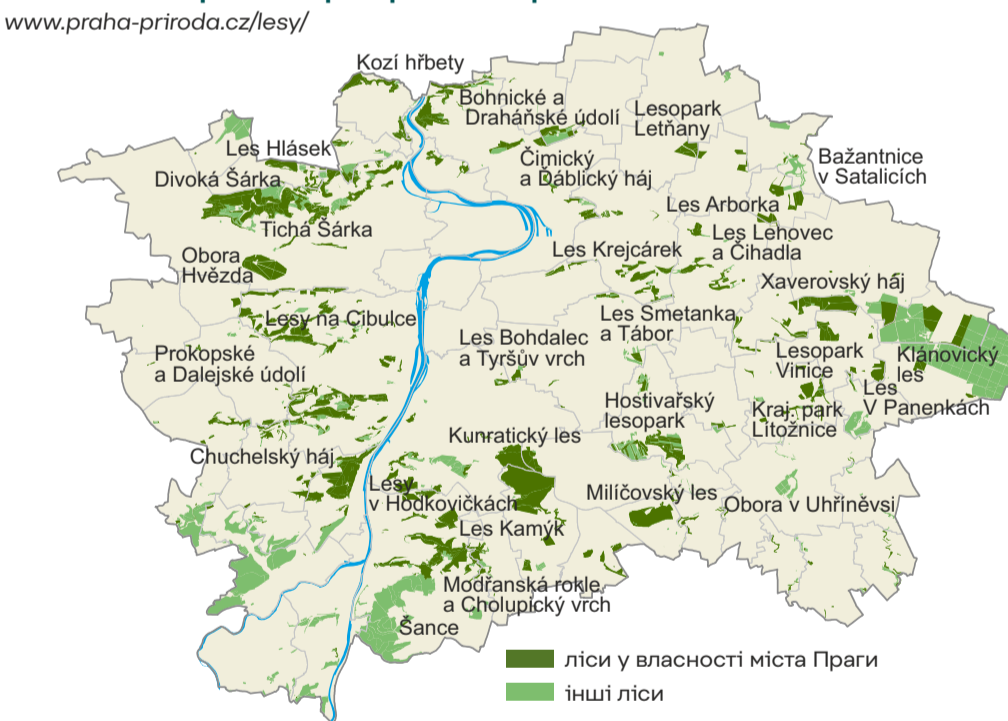 www.praha-priroda.cz/lesy/
Kozí hřbety
Bohnické a
Draháňské údolí
Lesopark
Letňany
Les Hlásek
Čimický
a Ďáblický háj
Bažantnice
v Satalicích
Divoká Šárka
Les Arborka
Tichá Šárka
Les Lehovec
a Čihadla
Obora
Hvězda
Les Krejcárek
Xaverovský háj
Lesy na Cibulce
Les Smetanka
a Tábor
Les Bohdalec
a Tyršův vrch
Prokopské
a Dalejské údolí
Lesopark
Vinice
Klánovický
les
Les
V Panenkách
Hostivařský
lesopark
Kraj. park
Litožnice
Kunratický les
Chuchelský háj
Lesy
v Hodkovičkách
Milíčovský les
Obora v Uhříněvsi
Les Kamýk
Modřanská rokle
a Cholupický vrch
Šance
ліси у власності міста Праги
інші ліси